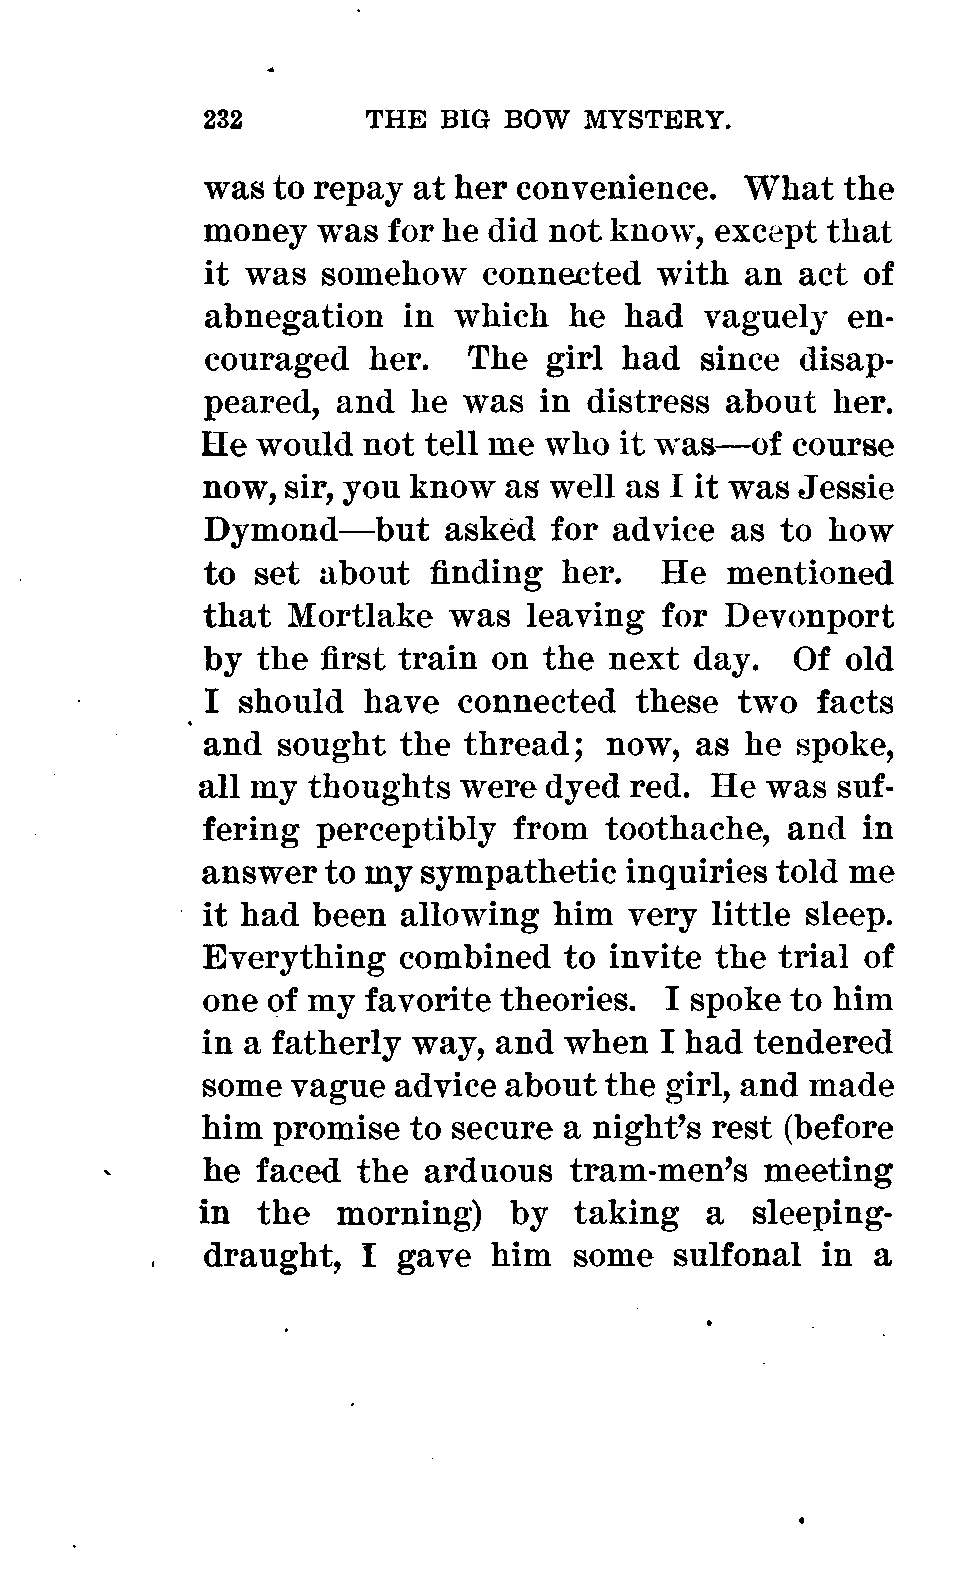 232 THE BIG BOW MYSTERY.
was to repay at her convenience. What the
money was for he did not know, except that
it was somehow connected with an act of
abnegation in which he had vaguely en-
couraged her. The girl had since disap-
peared, and he was in distress about her.
He would not tell me who it was—of course
now, sir, you know as well as I it was Jessie
Dymond—but asked for advice as to how
to set about finding her. He mentioned
that Mortlake was leaving for Devonport
by the first train on the next day. Of old
I should have connected these two facts
and sought the thread; now, as he spoke,
all my thoughts were dyed red. He was suf-
fering perceptibly from toothache, and in
answer to my sympathetic inquiries told me
it had been allowing him very little sleep.
Everything combined to invite the trial of
one of my favorite theories. I spoke to him
in a fatherly way, and when I had tendered
some vague advice about the girl, and made
him promise to secure a night's rest (before
he faced the arduous tram-men's meeting
in the morning) by taking a sleeping-
draught, I gave him some sulfonal in a